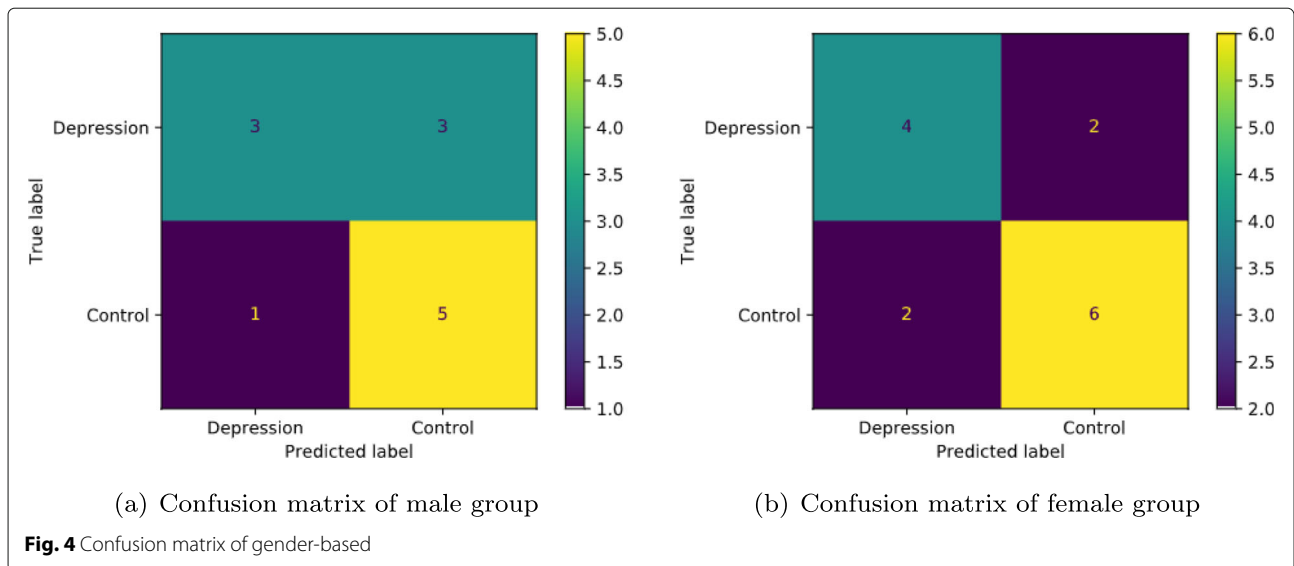 Depression
Control
True label
3 3
1 5
Depression Control
Predicted label
5.0
4.5
4.0
3.5
3.0
2.5
2.0
1.5
1.0
(a) Confusion matrix of male group
Depression
Control
True label
4 2
2 6
Depression Control
Predicted label
6.0
5.5
5.0
4.5
4.0
3.5
3.0
2.5
2.0
(b) Confusion matrix of female group
Fig. 4 Confusion matrix of gender-based